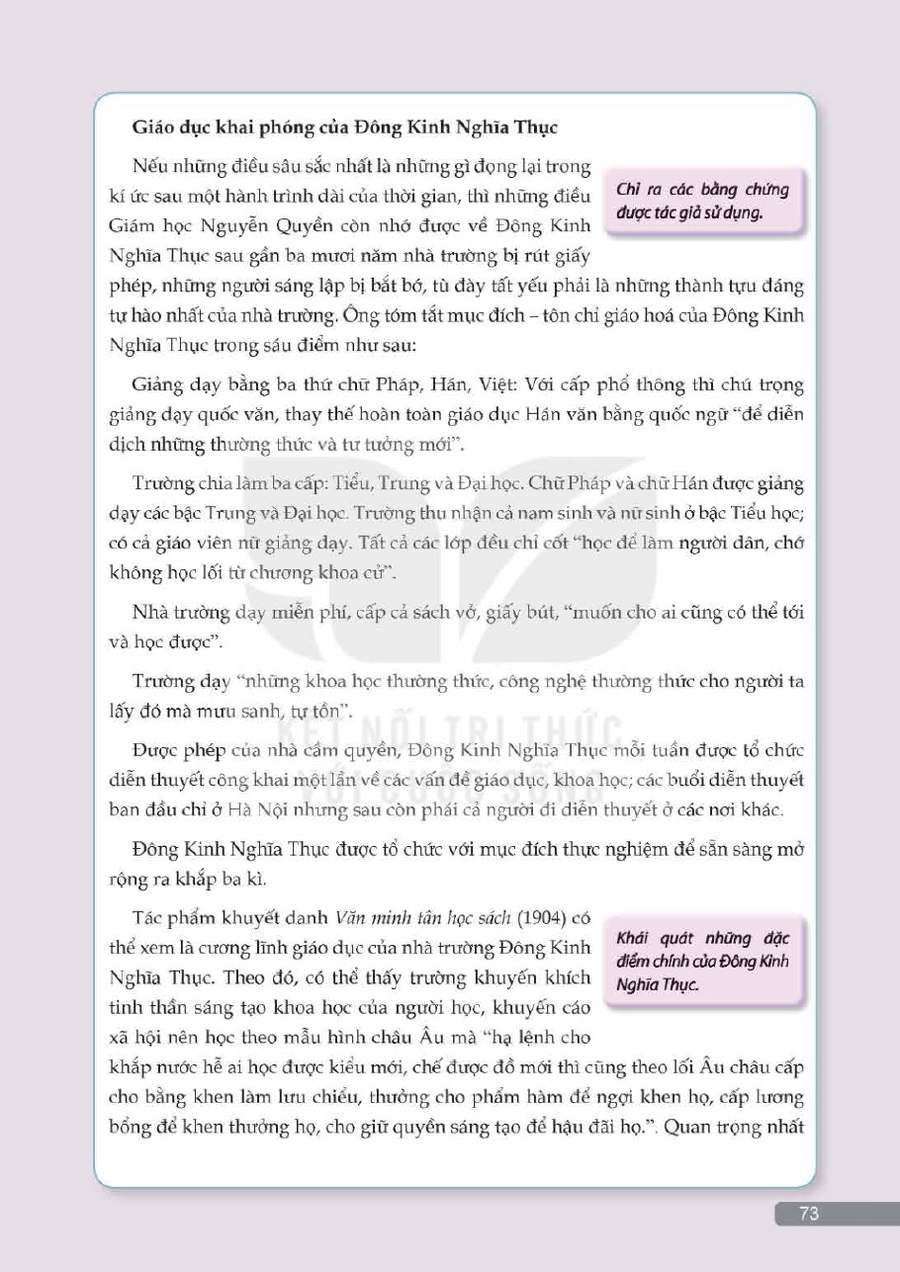 Giáo dục khai phóng của Đông Kinh Nghĩa Thục
Nếu những điều sâu sắc nhất là những gì đọng lại trong
kí ức sau một hành trình dài của thời gian, thì những điều
Giám học Nguyễn Quyền còn nhớ được về Đông Kinh
Nghĩa Thục sau gần ba mươi năm nhà trường bị rút giấy
phép, những người sáng lập bị bắt bớ, tù đày tất yếu phải là những thành tựu đáng
tự hào nhất của nhà trường. Ông tóm tắt mục đích – tôn chỉ giáo hoá của Đông Kinh
Nghĩa Thục trong sáu điểm như sau:
Chỉ ra các bằng chứng
được tác giả sử dụng.
Giảng dạy bằng ba thứ chữ Pháp, Hán, Việt: Với cấp phổ thông thì chú trọng
giảng dạy quốc văn, thay thế hoàn toàn giáo dục Hán văn bằng quốc ngữ “để diễn
dịch những thường thức và tư tưởng mới”.
Trường chia làm ba cấp: Tiểu, Trung và Đại học. Chữ Pháp và chữ Hán được giảng
dạy các bậc Trung và Đại học. Trường thu nhận cả nam sinh và nữ sinh ở bậc Tiểu học;
có cả giáo viên nữ giảng dạy. Tất cả các lớp đều chỉ cốt “học để làm người dân, chớ
không học lối từ chương khoa cử”.
Nhà trường dạy miễn phí, cấp cả sách vở, giấy bút, “muốn cho ai cũng có thể tới
và học được”.
Trường dạy “những khoa học thường thức, công nghệ thường thức cho người ta
lấy đó mà mưu sanh, tự tồn”.
KẾT NỐI TRI THỨC
VỚI CUỘC SỐNG
Được phép của nhà cầm quyền, Đông Kinh Nghĩa Thục mỗi tuần được tổ chức
diễn thuyết công khai một lần về các vấn đề giáo dục, khoa học; các buổi diễn thuyết
ban đầu chỉ ở Hà Nội nhưng sau còn phái cả người đi diễn thuyết ở các nơi khác.
Đông Kinh Nghĩa Thục được tổ chức với mục đích thực nghiệm để sẵn sàng mở
rộng ra khắp ba kì.
Tác phẩm khuyết danh Văn minh tân học sách (1904) có
thể xem là cương lĩnh giáo dục của nhà trường Đông Kinh
Nghĩa Thục. Theo đó, có thể thấy trường khuyến khích
tinh thần sáng tạo khoa học của người học, khuyến cáo
xã hội nên học theo mẫu hình châu Âu mà “hạ lệnh cho
khắp nước hễ ai học được kiểu mới, chế được đồ mới thì cũng theo lối Âu châu cấp
cho bằng khen làm lưu chiểu, thưởng cho phẩm hàm để ngợi khen họ, cấp lương
bổng để khen thưởng họ, cho giữ quyền sáng tạo để hậu đãi họ.”. Quan trọng nhất
Khái quát những đặc
điểm chính của Đông Kinh
Nghĩa Thục.
73